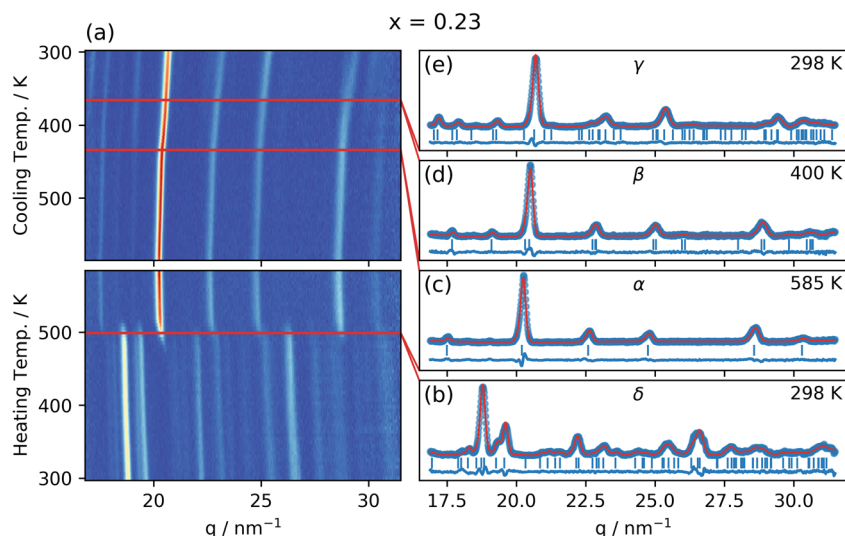 x = 0.23
(a)
300
400
500
Cooling Temp. / K
500
400
300
Heating Temp. / K
20 25 30
q / nm⁻¹
(e) γ 298 K
(d) β 400 K
(c) α 585 K
(b) δ 298 K
17.5 20.0 22.5 25.0 27.5 30.0
q / nm⁻¹